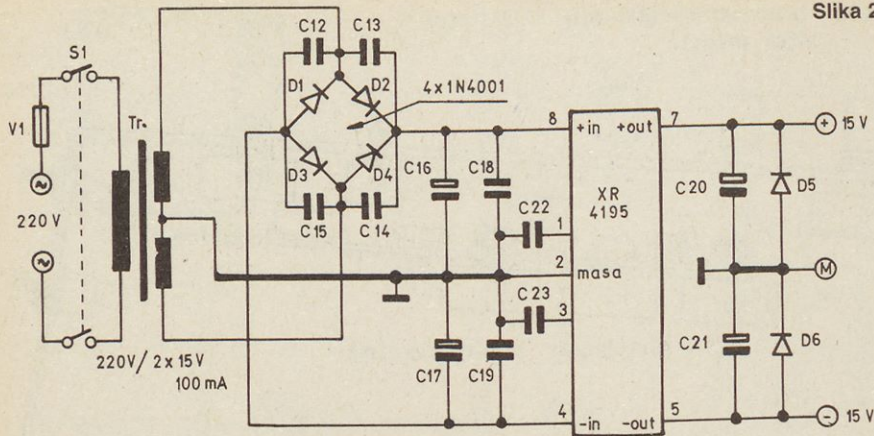 Slika 2
C12 C13
S1
D1 D2
4x1N4001
V1
Tr.
8 +in +out 7
+ 15 V
C16 C18
D3 D4
XR
4195
C20 D5
C22 1
220 V
C15 C14
2 masa
M
C23
3
C17 C19
C21 D6
220V/ 2x15V
100 mA
4 -in -out 5
- 15 V